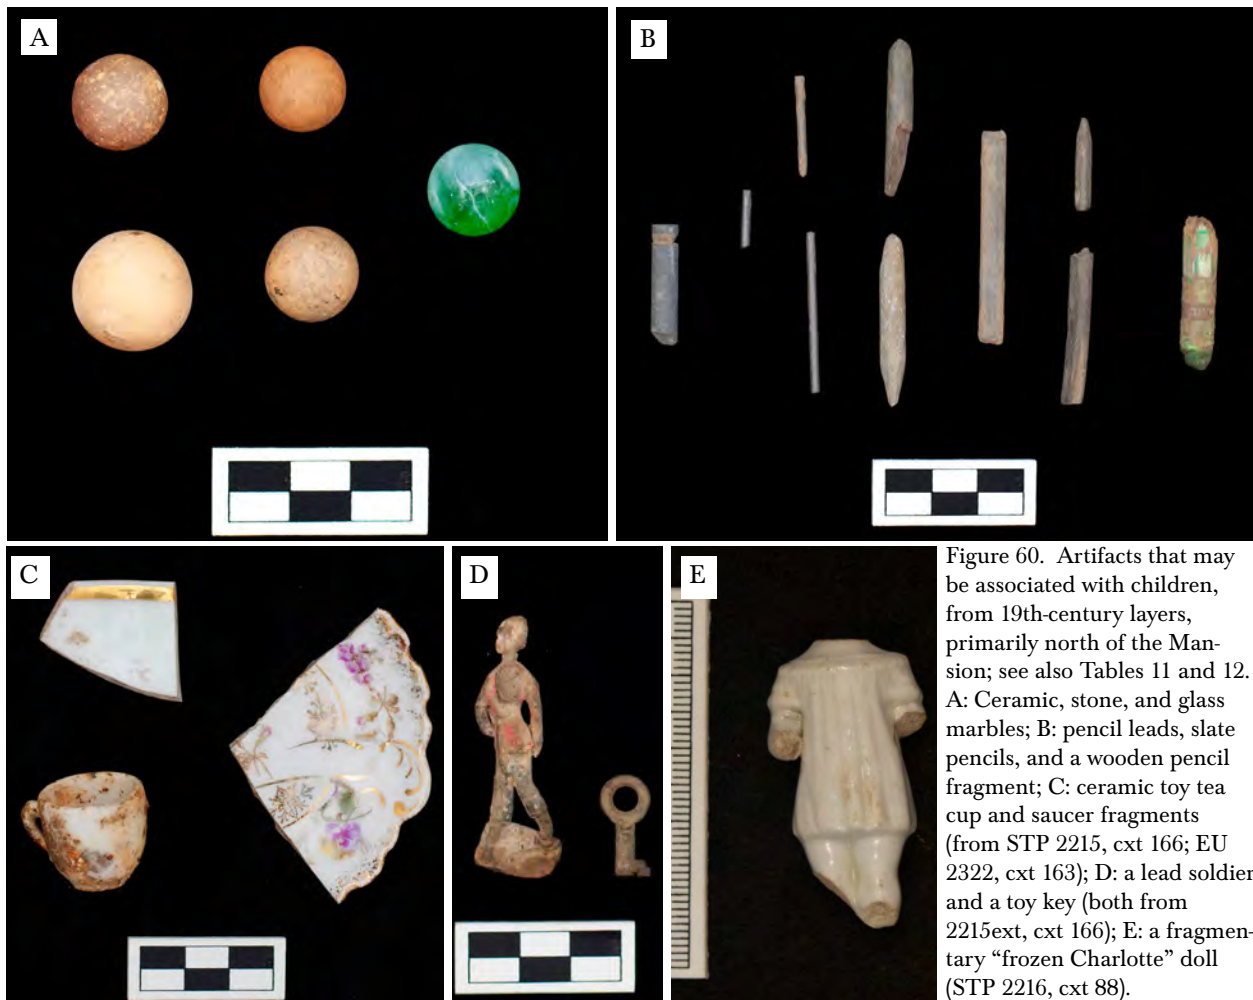 A
B
C
D
E
Figure 60. Artifacts that may
be associated with children,
from 19th-century layers,
primarily north of the Man-
sion; see also Tables 11 and 12.
A: Ceramic, stone, and glass
marbles; B: pencil leads, slate
pencils, and a wooden pencil
fragment; C: ceramic toy tea
cup and saucer fragments
(from STP 2215, cxt 166; EU
2322, cxt 163); D: a lead soldier
and a toy key (both from
2215ext, cxt 166); E: a fragmen-
tary “frozen Charlotte” doll
(STP 2216, cxt 88).